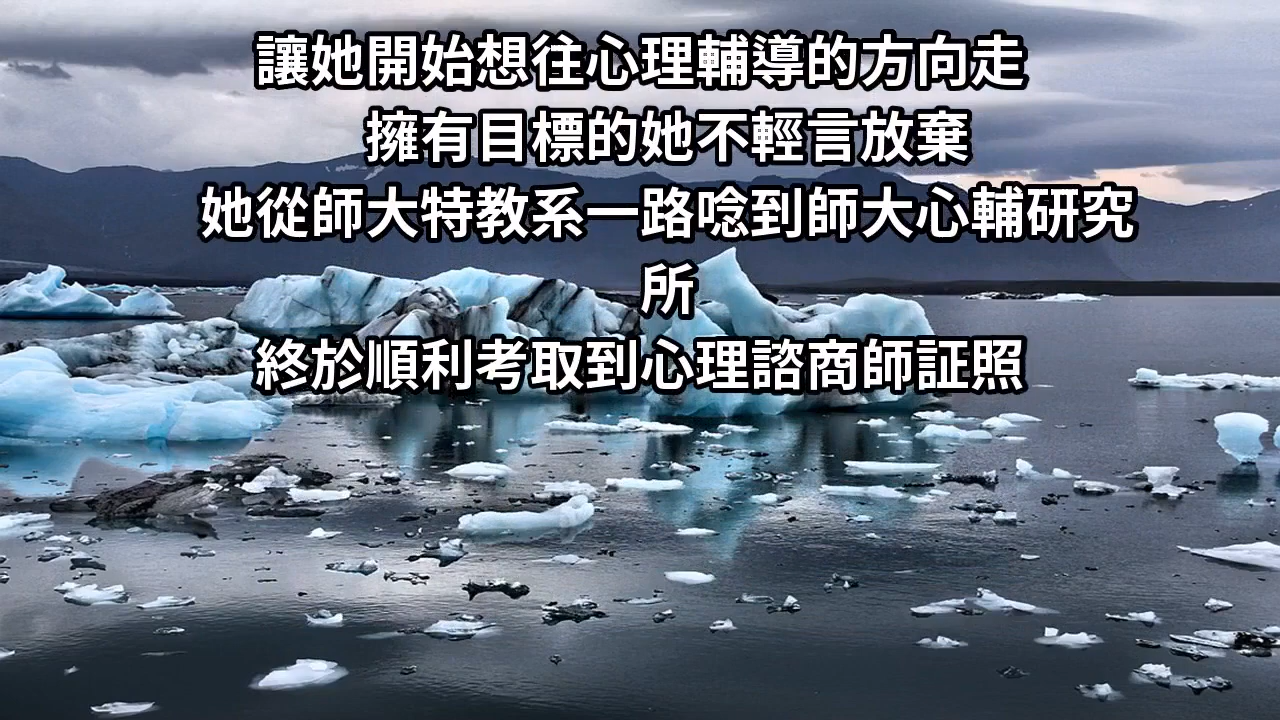 讓她開始想往心理輔導的方向走
擁有目標的她不輕言放棄
她從師大特教系一路唸到師大心輔研究
所
終於順利考取到心理諮商師証照